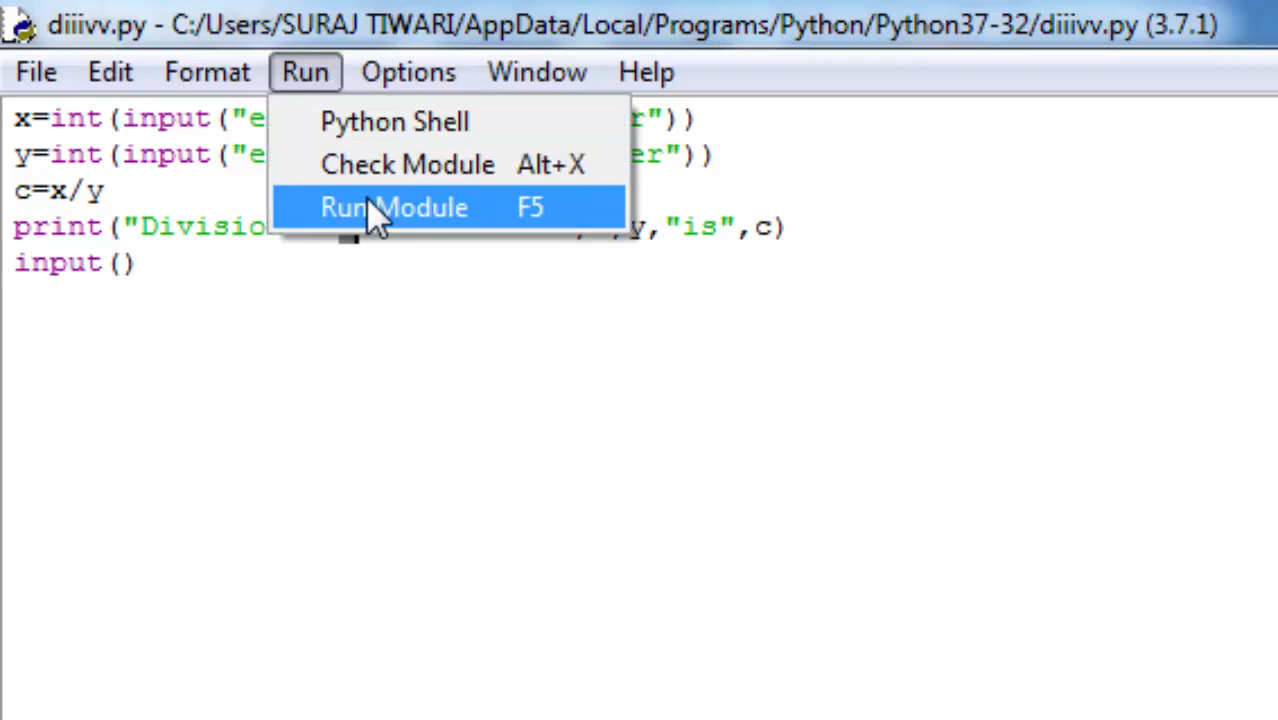 diiivv.py - C:/Users/SURAJ TIWARI/AppData/Local/Programs/Python/Python37-32/diiivv.py (3.7.1)
File Edit Format Run Options Window Help
x=int(input("e r"))
Python Shell
y=int(input("e er"))
Check Module Alt+X
c=x/y
Run Module F5
print("Divisio ,y,"is",c)
input()